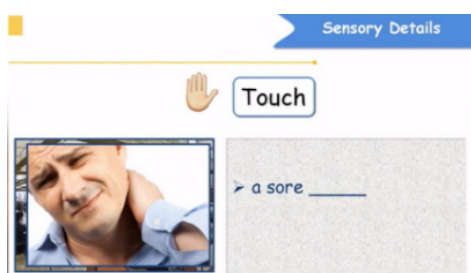 Sensory Details
Touch
➤ a sore ______